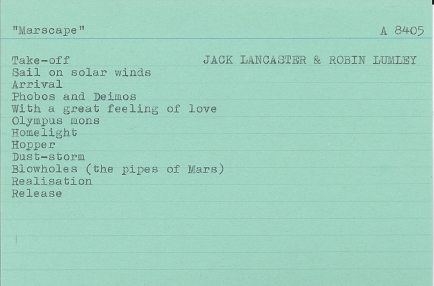 "Marscape" A 8405
Take-off JACK LANCASTER & ROBIN LUMLEY
Sail on solar winds
Arrival
Phobos and Deimos
With a great feeling of love
Olympus mons
Homelight
Hopper
Dust-storm
Blowholes (the pipes of Mars)
Realisation
Release